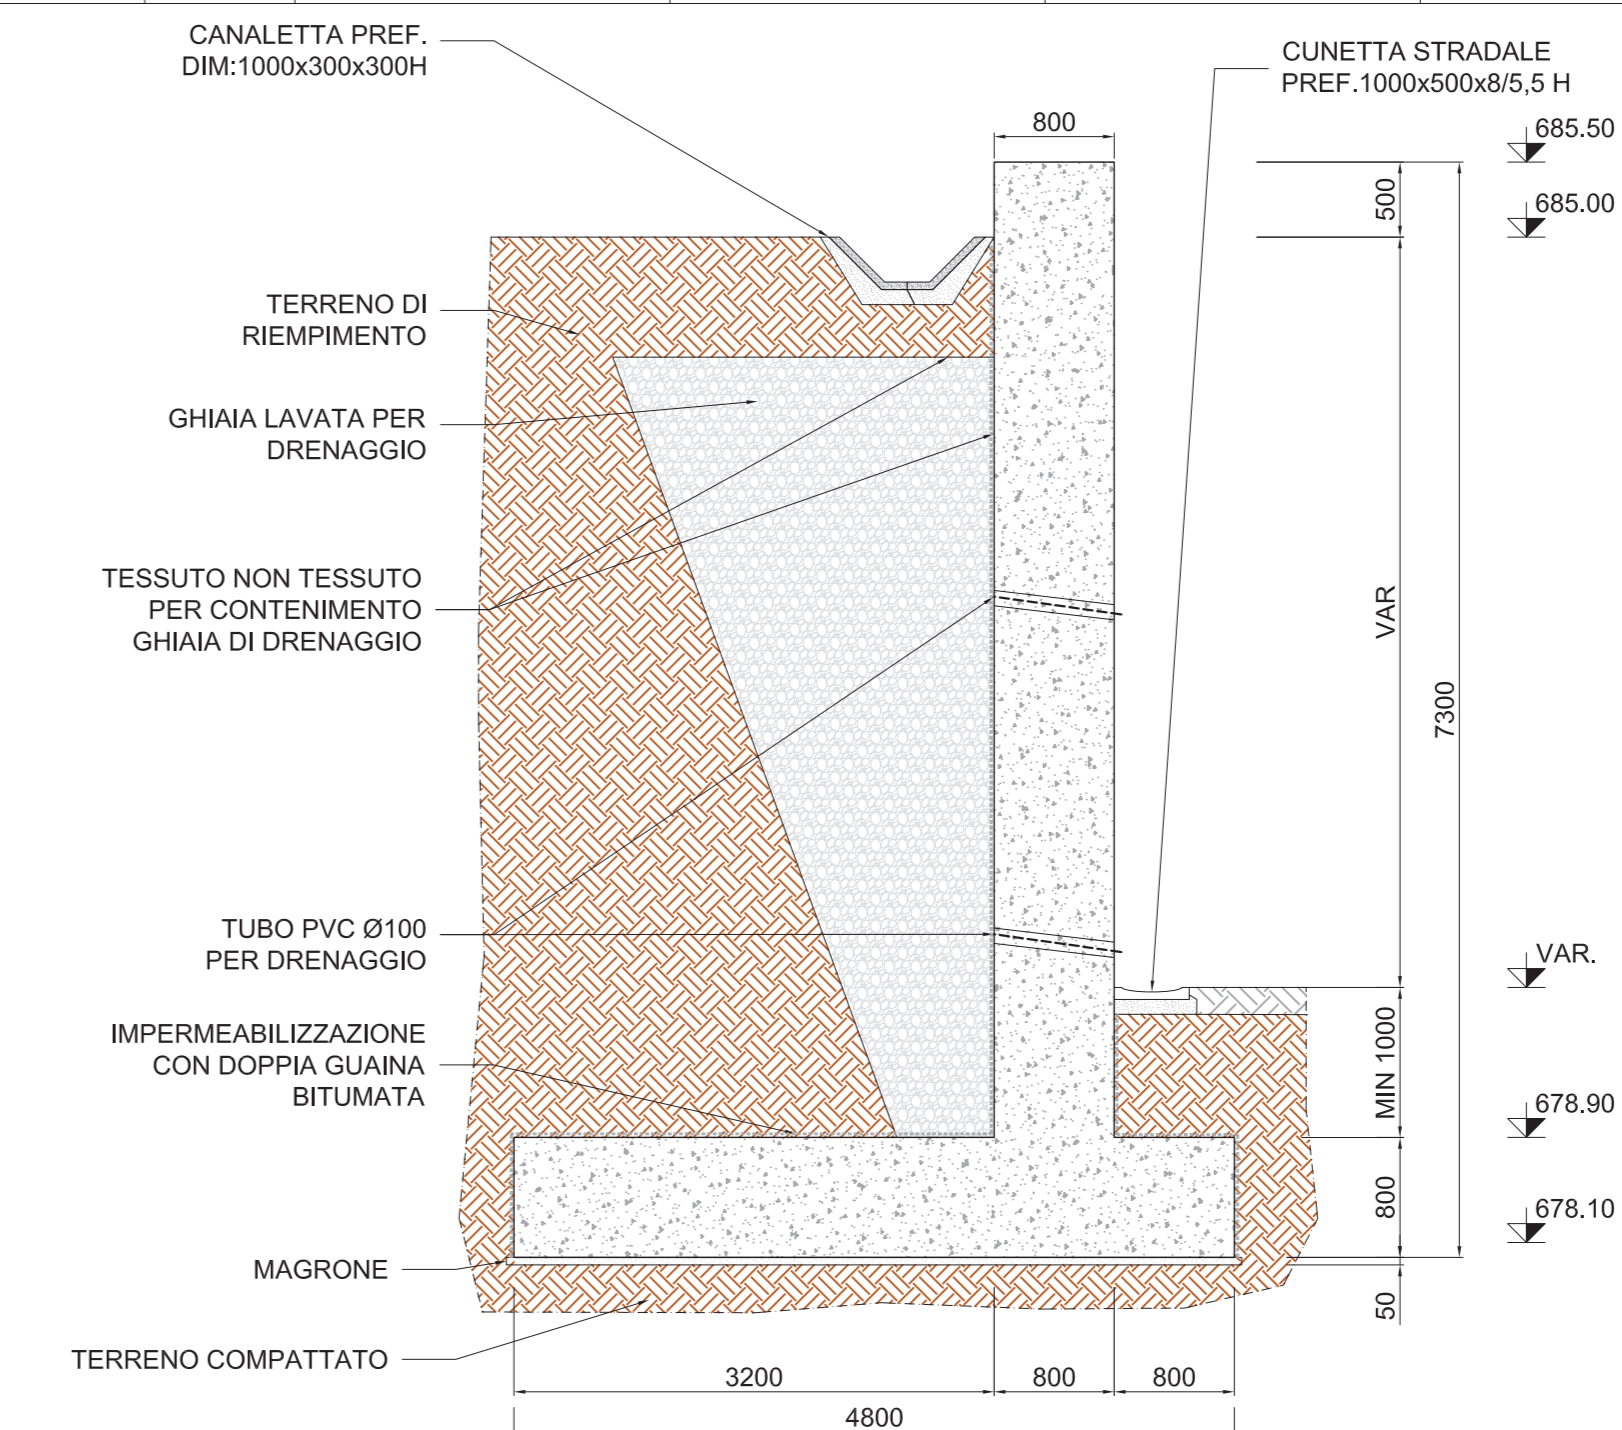 CANALETTA PREF.
DIM:1000x300x300H
CUNETTA STRADALE
PREF.1000x500x8/5,5 H
800
685.50
500
685.00
TERRENO DI
RIEMPIMENTO
GHIAIA LAVATA PER
DRENAGGIO
TESSUTO NON TESSUTO
PER CONTENIMENTO
GHIAIA DI DRENAGGIO
VAR
7300
TUBO PVC Ø100
PER DRENAGGIO
VAR.
IMPERMEABILIZZAZIONE
CON DOPPIA GUAINA
BITUMATA
MIN 1000
678.90
800
678.10
MAGRONE
50
TERRENO COMPATTATO
3200
800
800
4800